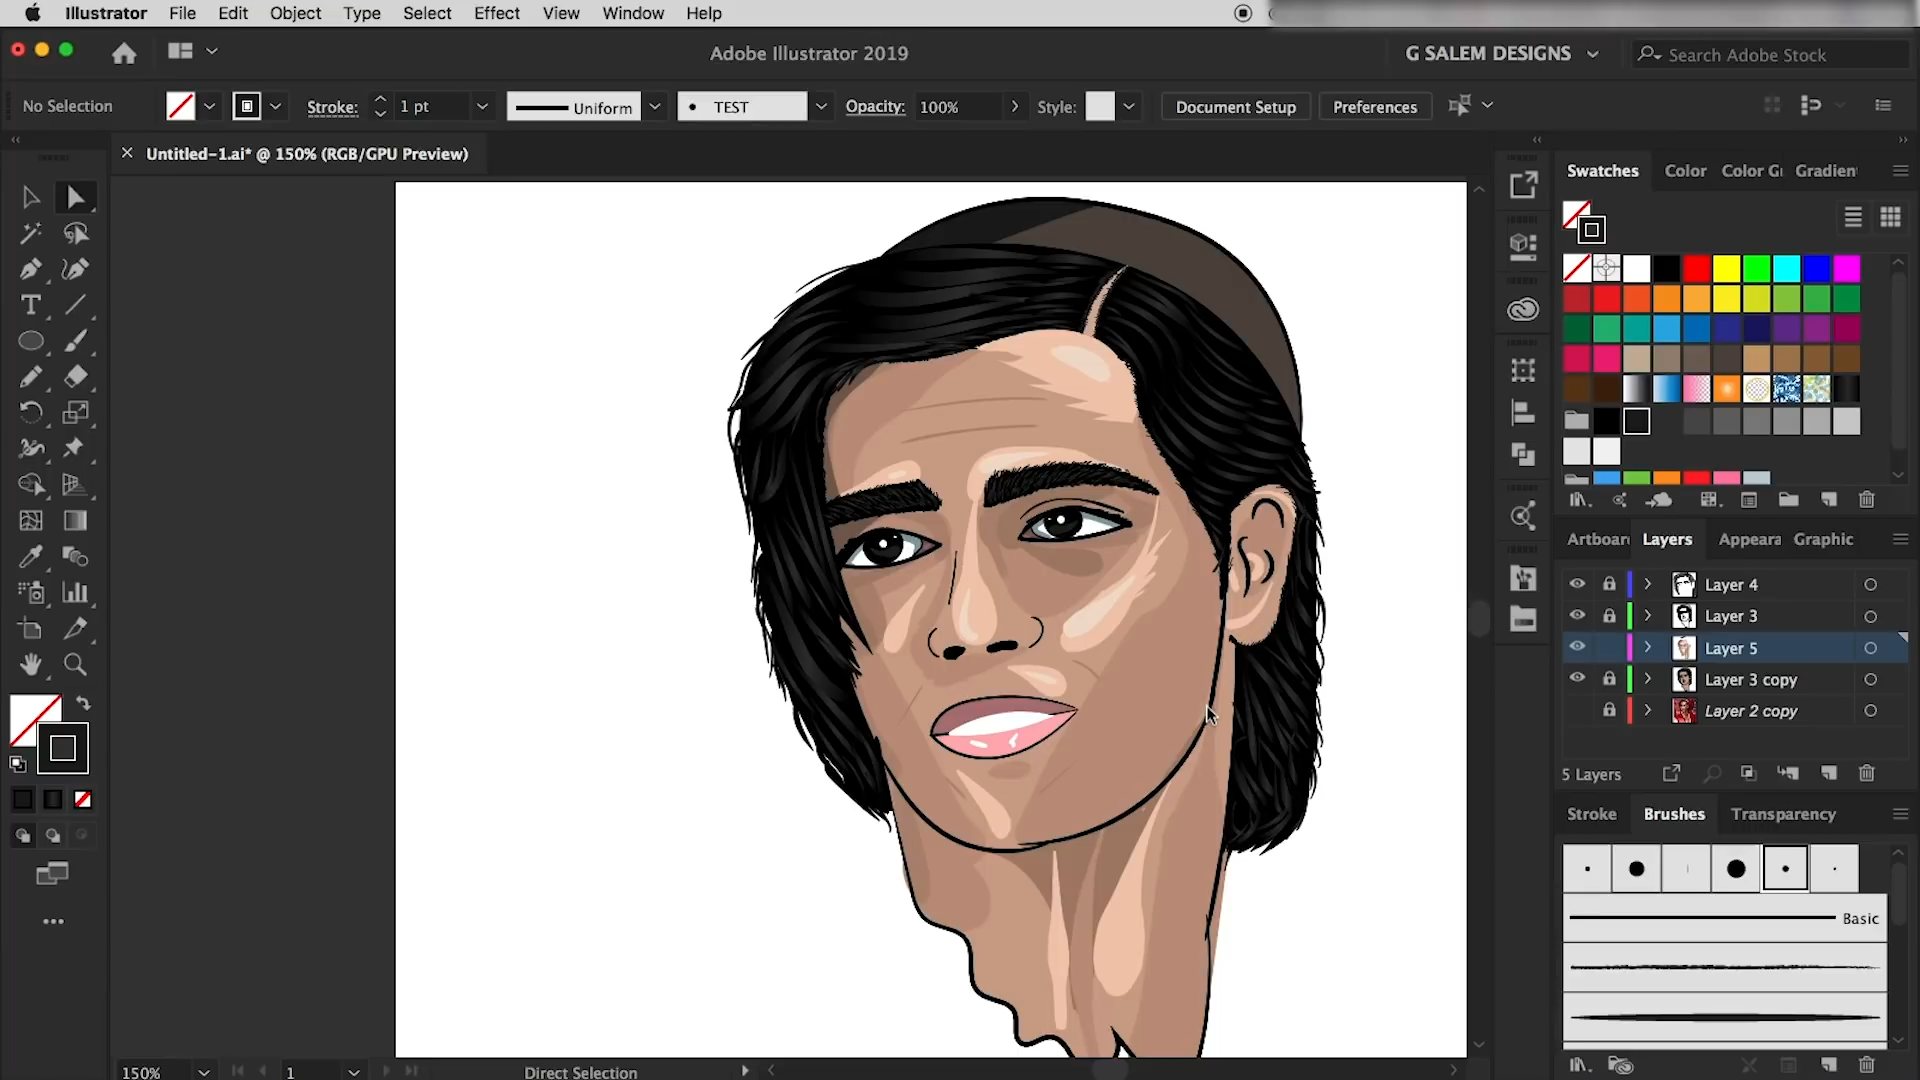 Illustrator File Edit Object Type Select Effect View Window Help
Adobe Illustrator 2019
G SALEM DESIGNS
Search Adobe Stock
No Selection
Stroke: 1 pt
Uniform
TEST
Opacity: 100%
Style:
Document Setup
Preferences
Untitled-1.ai* @ 150% (RGB/GPU Preview)
Swatches Color Color Gr Gradien
Artboar Layers Appeara Graphic
Layer 4
Layer 3
Layer 5
Layer 3 copy
Layer 2 copy
5 Layers
Stroke Brushes Transparency
Basic
150%
1
Direct Selection